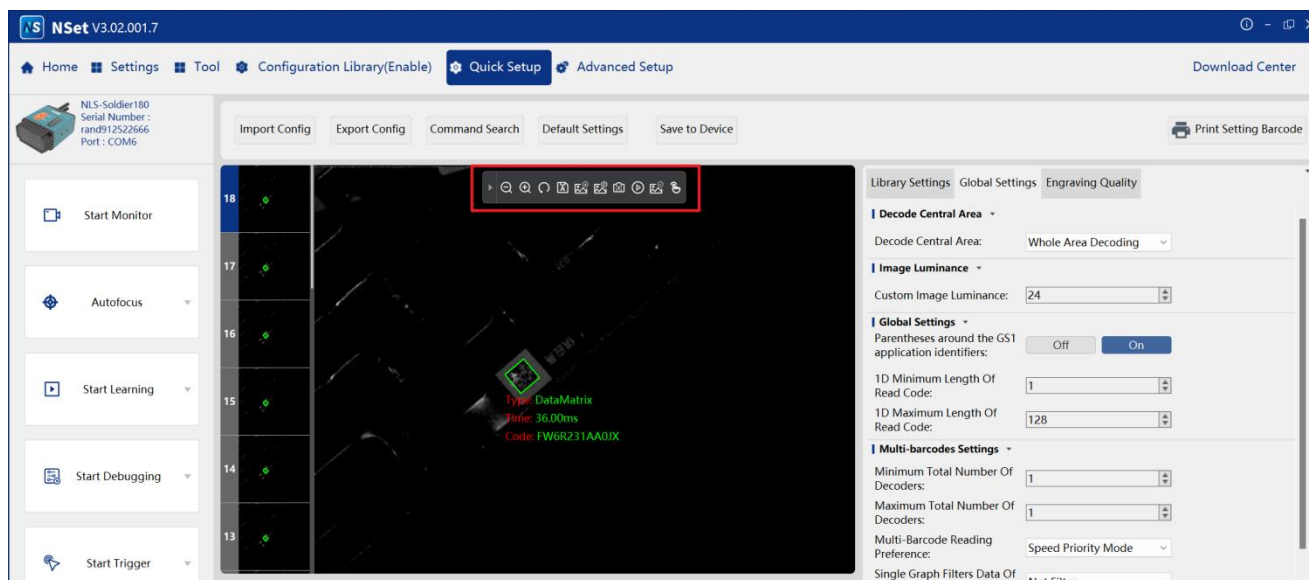 NS NSet V3.02.001.7
Home Settings Tool Configuration Library(Enable) Quick Setup Advanced Setup Download Center
NLS-Soldier180
Serial Number :
rand912522666
Port : COM6
Import Config Export Config Command Search Default Settings Save to Device Print Setting Barcode
Start Monitor
Autofocus
Start Learning
Start Debugging
Start Trigger
18
17
16
15
14
13
供应商
Type: DataMatrix
Time: 36.00ms
Code: FW6R231AA0JX
Library Settings Global Settings Engraving Quality
Decode Central Area
Decode Central Area: Whole Area Decoding
Image Luminance
Custom Image Luminance: 24
Global Settings
Parentheses around the GS1
application identifiers: Off On
1D Minimum Length Of
Read Code: 1
1D Maximum Length Of
Read Code: 128
Multi-barcodes Settings
Minimum Total Number Of
Decoders: 1
Maximum Total Number Of
Decoders: 1
Multi-Barcode Reading
Preference: Speed Priority Mode
Single Graph Filters Data Of
Not Filter